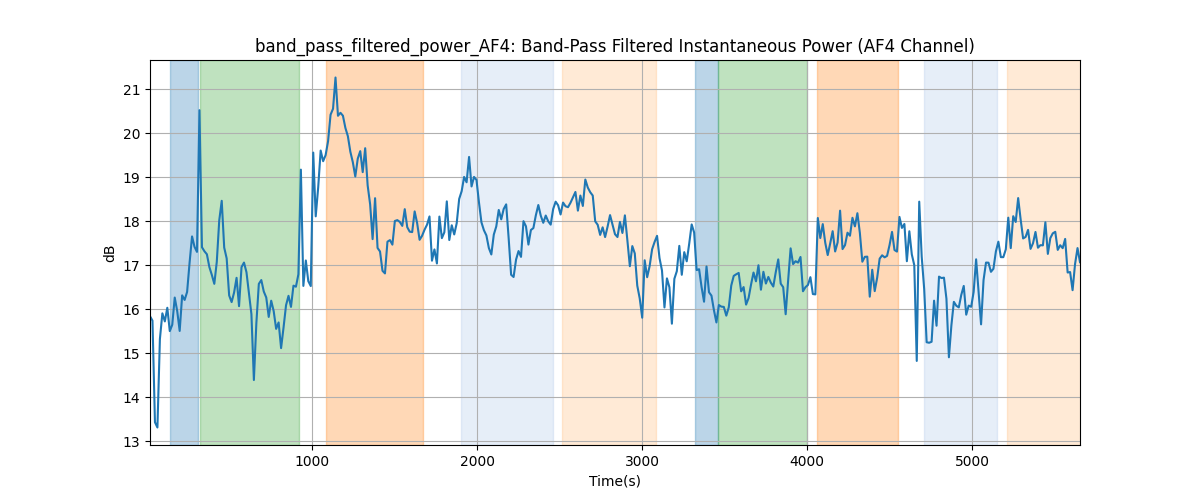 band_pass_filtered_power_AF4: Band-Pass Filtered Instantaneous Power (AF4 Channel)
dB
21
20
19
18
17
16
15
14
13
1000 2000 3000 4000 5000
Time(s)